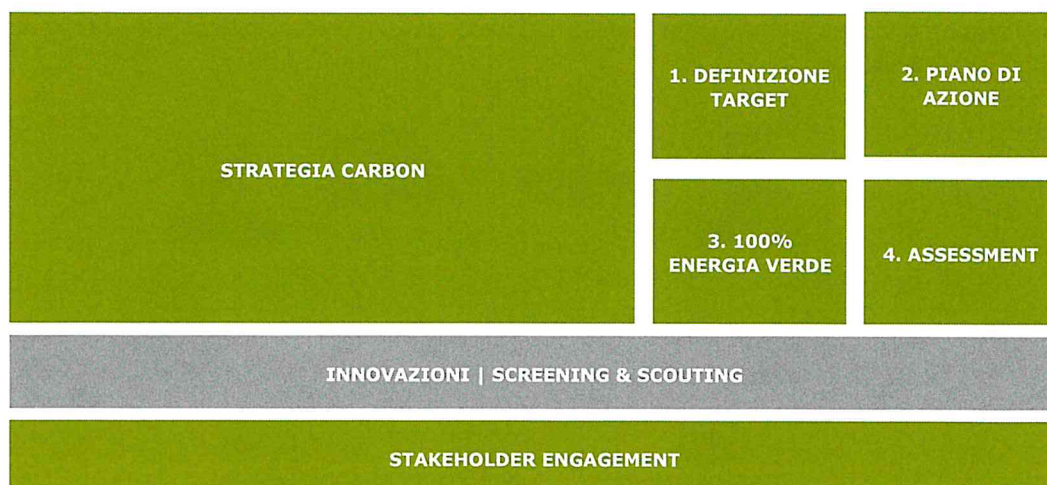 STRATEGIA CARBON
1. DEFINIZIONE
TARGET
2. PIANO DI
AZIONE
3. 100%
ENERGIA VERDE
4. ASSESSMENT
INNOVAZIONI | SCREENING & SCOUTING
STAKEHOLDER ENGAGEMENT